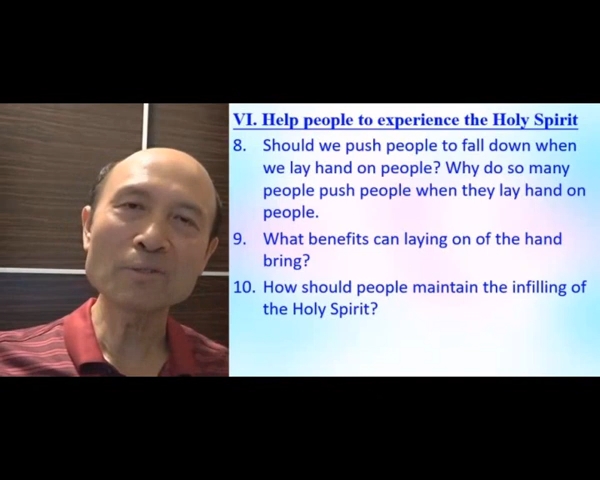 VI. Help people to experience the Holy Spirit
8. Should we push people to fall down when
we lay hand on people? Why do so many
people push people when they lay hand on
people.
9. What benefits can laying on of the hand
bring?
10. How should people maintain the infilling of
the Holy Spirit?